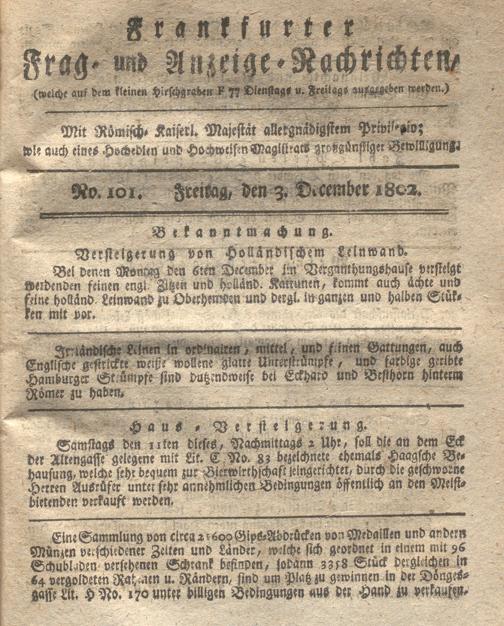 Frankfurter
Frag- und Anzeige-Nachrichten,
(welche auf dem kleinen Hirschgraben F 77 Dienstags u. Freitags ausgegeben werden.)
Mit Römisch-Kaiserl. Majestät allergnädigstem Privilegio;
wie auch eines Hochedlen und Hochweisen Magistrats großgünstiger Bewilligung.
No. 101. Freitag, den 3. December 1802.
Bekanntmachung.
Versteigerung von Holländischem Leinwand.
Bei denen Montag den 6ten December im Vergantungshause versteigt
werdenden feinen engl. Zitzen und holländ. Kattunen, kommt auch ächte und
feine holländ. Leinwand zu Oberhemden und dergl. in ganzen und halben Stük-
ken mit vor.
Irrländische Leinen in ordinairen, mittel, und feinen Gattungen, auch
Englische gestrickte weiße wollene glatte Unterstrümpfe, und farbige geribte
Hamburger Strümpfe sind dutzendweise bei Eckhard und Besthorn hinterm
Römer zu haben.
Haus-Versteigerung.
Samstags den 11ten dieses, Nachmittags 2 Uhr, soll die an dem Eck
der Altengasse gelegene mit Lit. C. No. 83 bezeichnete ehemals Haagsche Be-
hausung, welche sehr bequem zur Bierwirthschaft eingerichtet, durch die geschworne
Herren Ausrüfer unter sehr annehmlichen Bedingungen öffentlich an den Meist-
bietenden verkauft werden.
Eine Sammlung von circa Gips-Abdrücken von Medaillen und andern
Münzen verschiedener Zeiten und Länder, welche sich geordnet in einem mit 96
Schubladen versehenen Schrank befinden, sodann 3358 Stück dergleichen in
64 vergoldeten Rahmen u. Rändern, sind um Platz zu gewinnen in der Dönges-
gasse Lit. H No. 170 unter billigen Bedingungen aus der Hand zu verkaufen.